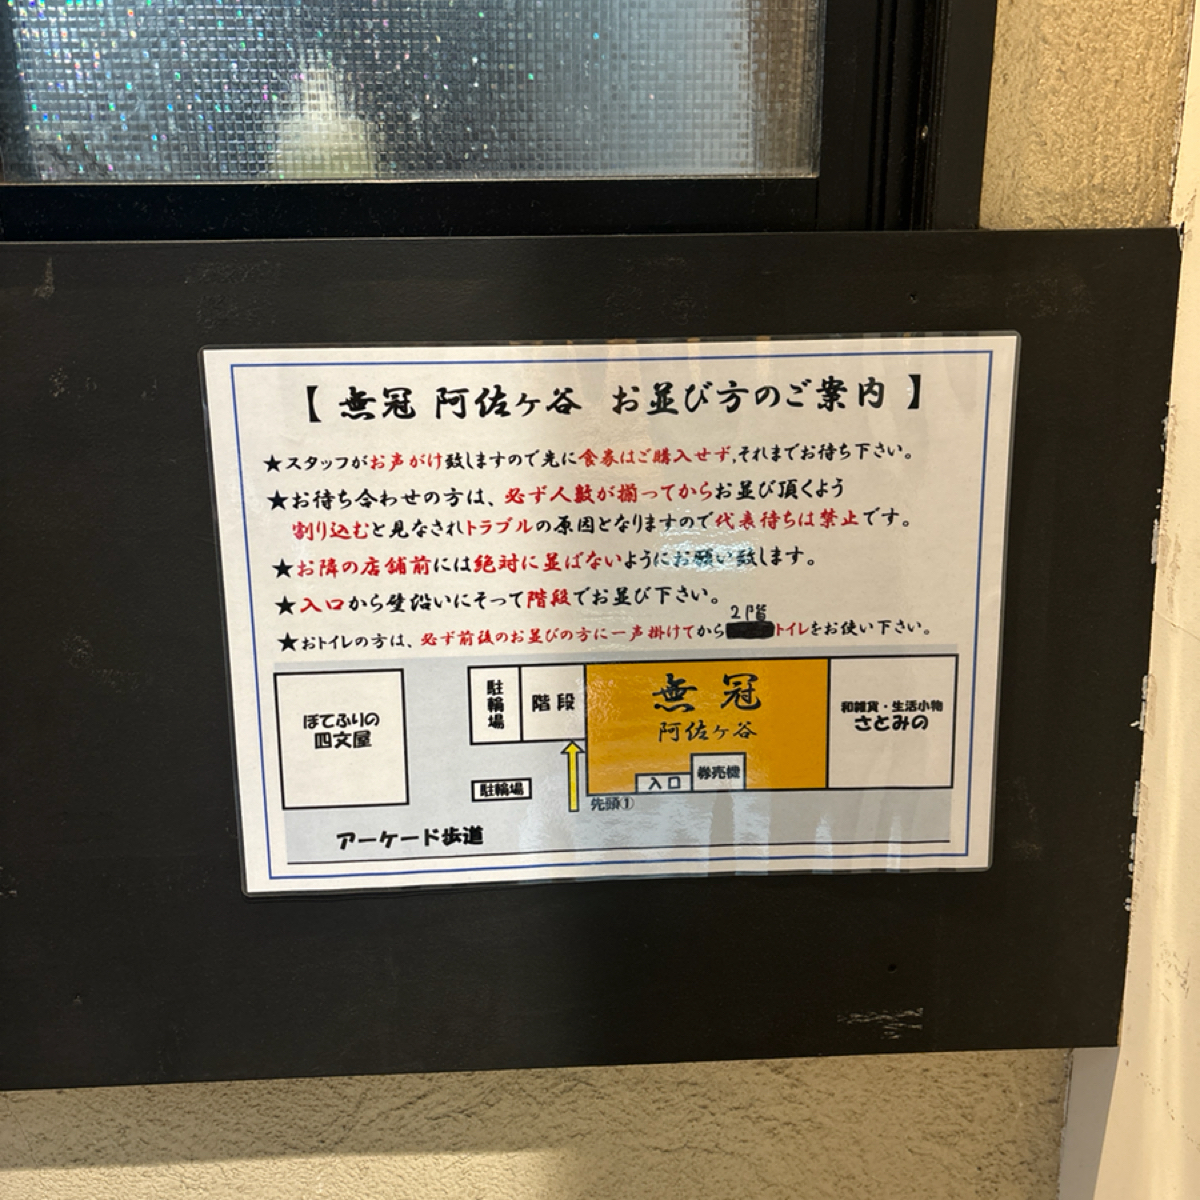 【 無冠 阿佐ヶ谷 お並び方のご案内 】
★スタッフがお声がけ致しますので先に食券はご購入せず、それまでお待ち下さい。
★お待ち合わせの方は、必ず人数が揃ってからお並び頂くよう
割り込むと見なされトラブルの原因となりますので代表待ちは禁止です。
★お隣の店舗前には絶対に並ばないようにお願い致します。
★入口から壁沿いにそって階段でお並び下さい。
2階
★おトイレの方は、必ず前後のお並びの方に一声掛けてからトイレをお使い下さい。
ぼてふりの
四文屋
駐輪場
階段
無冠
阿佐ヶ谷
入口
券売機
和雑貨・生活小物
さとみの
駐輪場
先頭①
アーケード歩道